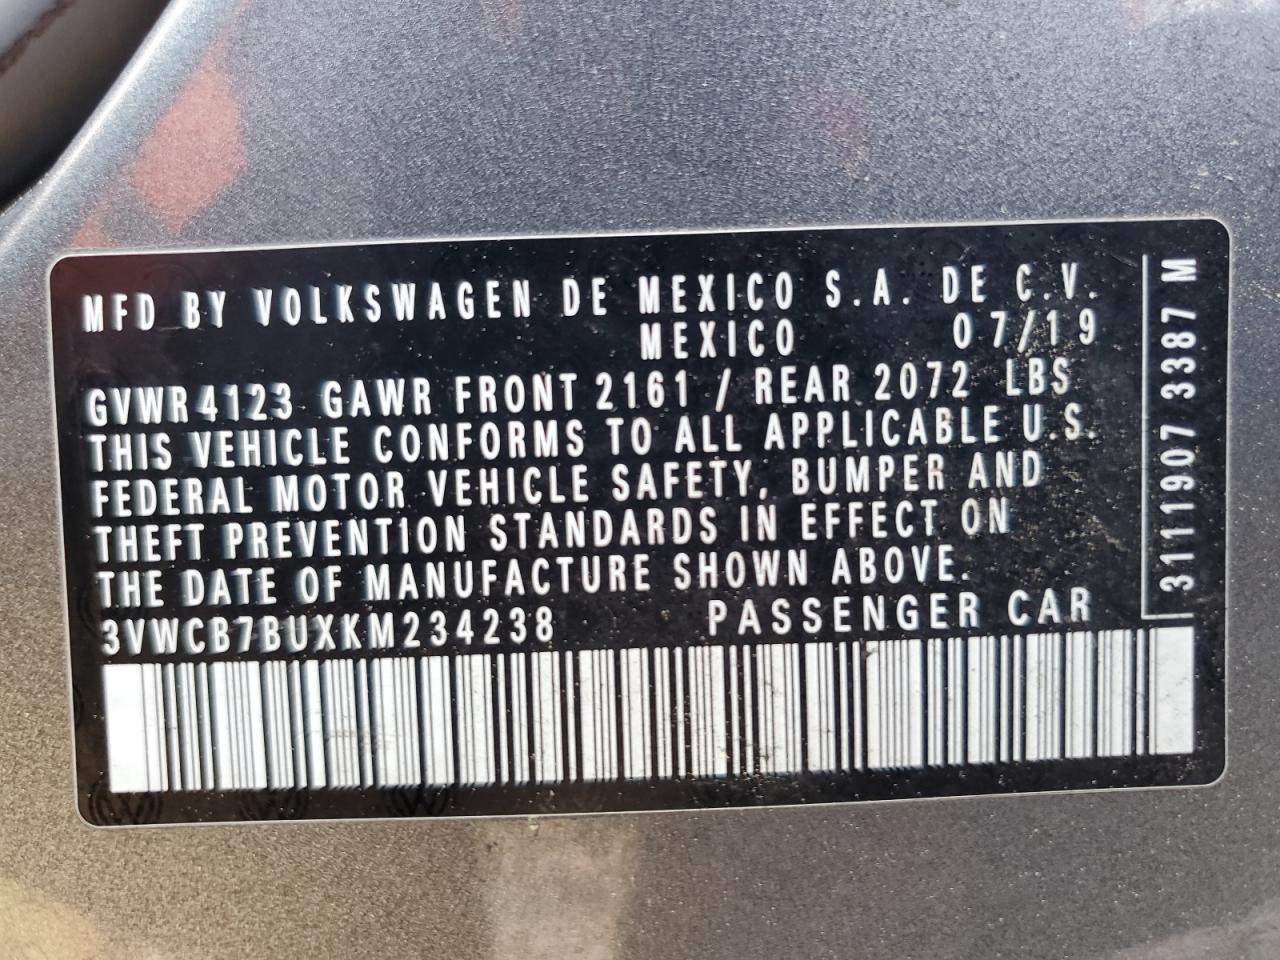 MFD BY VOLKSWAGEN DE MEXICO S.A. DE C.V.
MEXICO 07/19
GVWR 4123 GAWR FRONT 2161 / REAR 2072 LBS
THIS VEHICLE CONFORMS TO ALL APPLICABLE U.S.
FEDERAL MOTOR VEHICLE SAFETY, BUMPER AND
THEFT PREVENTION STANDARDS IN EFFECT ON
THE DATE OF MANUFACTURE SHOWN ABOVE.
3VWCB7BUXKM234238 PASSENGER CAR
3111907 3387 M